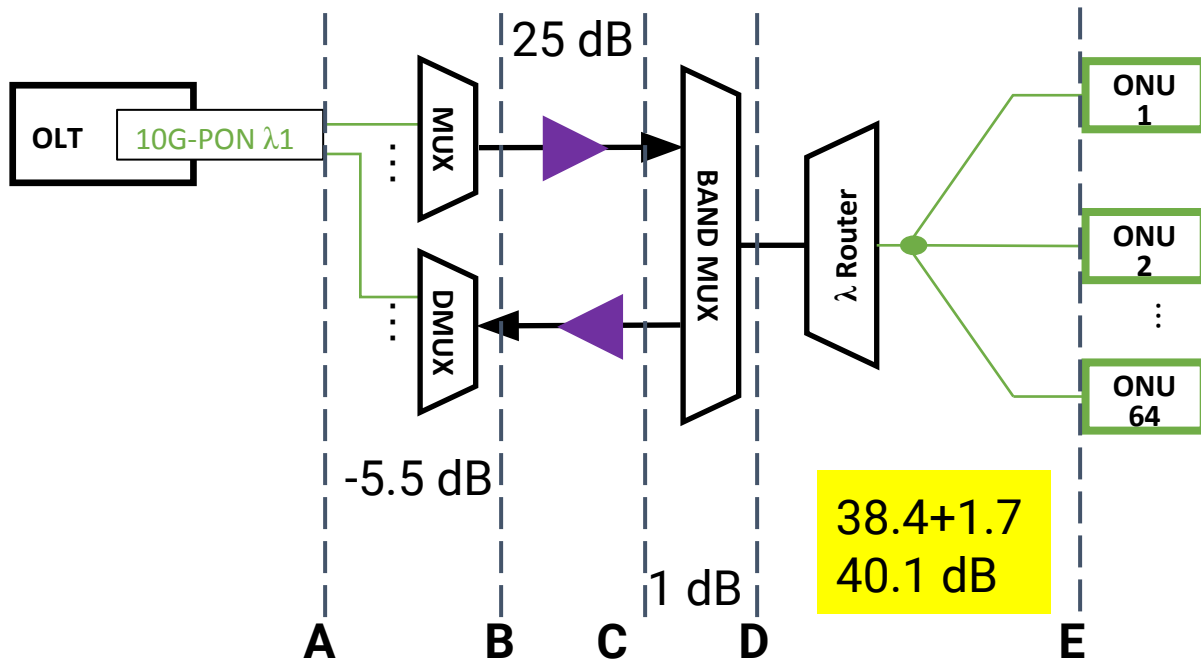 25 dB
OLT
10G-PON λ1
MUX
...
DMUX
...
BAND MUX
λ Router
ONU
1
ONU
2
...
ONU
64
-5.5 dB
1 dB
38.4+1.7
40.1 dB
A
B
C
D
E